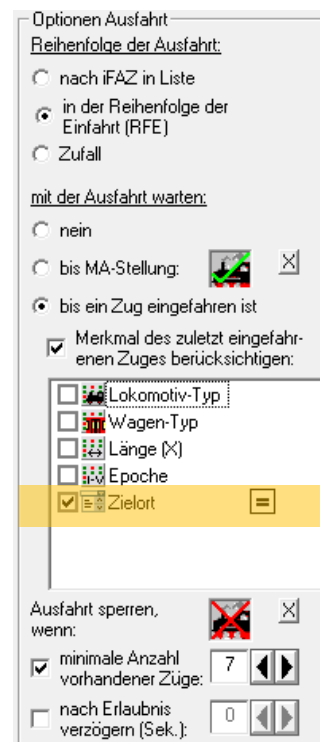 Optionen Ausfahrt
Reihenfolge der Ausfahrt:
nach iFAZ in Liste
in der Reihenfolge der
Einfahrt (RFE)
Zufall
mit der Ausfahrt warten:
nein
bis MA-Stellung:
X
bis ein Zug eingefahren ist
Merkmal des zuletzt eingefahr-
enen Zuges berücksichtigen:
Lokomotiv-Typ
Wagen-Typ
Länge (X)
I-V Epoche
Zielort =
Ausfahrt sperren,
wenn:
X
minimale Anzahl
vorhandener Züge: 7
nach Erlaubnis
verzögern (Sek.): 0